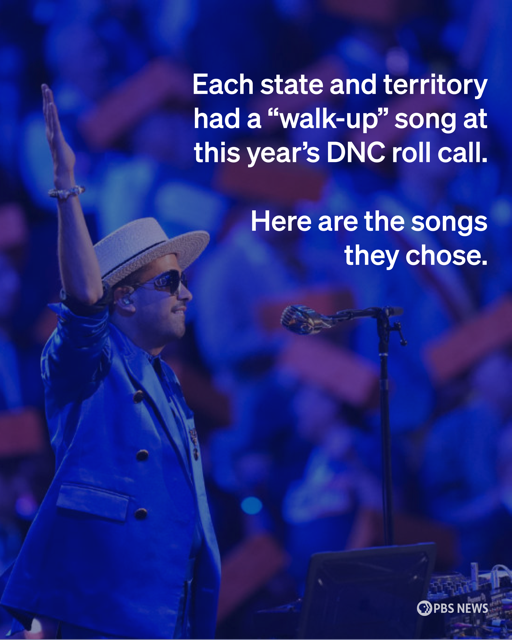 Each state and territory
had a “walk-up” song at
this year’s DNC roll call.
Here are the songs
they chose.
PBS NEWS